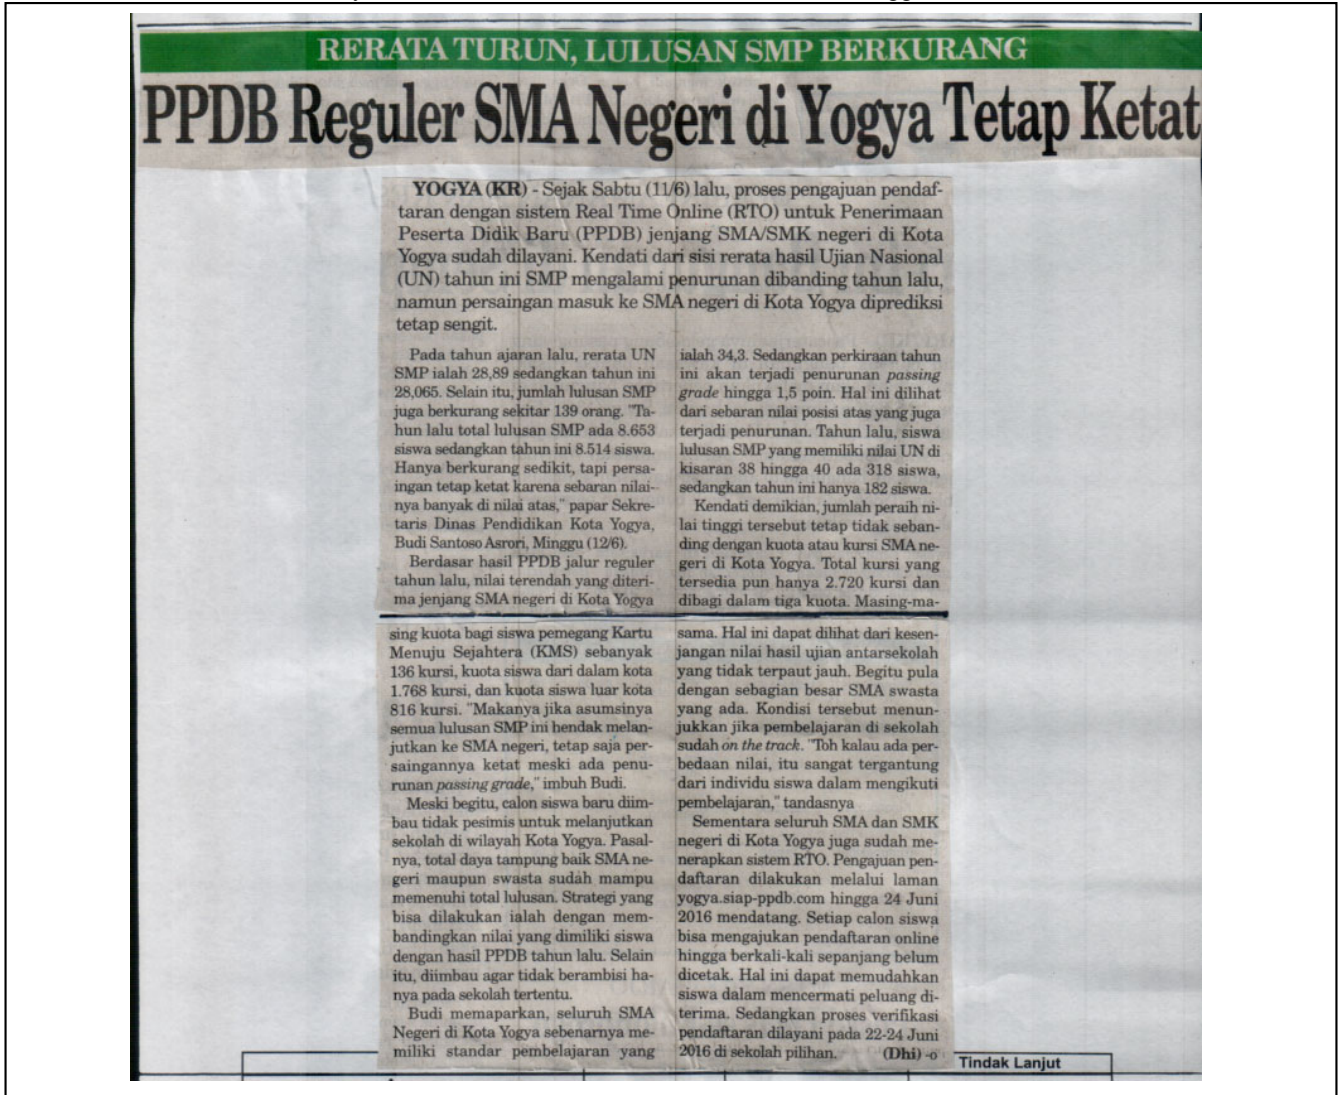 RERATA TURUN, LULUSAN SMP BERKURANG
PPDB Reguler SMA Negeri di Yogya Tetap Ketat
YOGYA (KR) - Sejak Sabtu (11/6) lalu, proses pengajuan pendaf-
taran dengan sistem Real Time Online (RTO) untuk Penerimaan
Peserta Didik Baru (PPDB) jenjang SMA/SMK negeri di Kota
Yogya sudah dilayani. Kendati dari sisi rerata hasil Ujian Nasional
(UN) tahun ini SMP mengalami penurunan dibanding tahun lalu,
namun persaingan masuk ke SMA negeri di Kota Yogya diprediksi
tetap sengit.
Pada tahun ajaran lalu, rerata UN
SMP ialah 28,89 sedangkan tahun ini
28,065. Selain itu, jumlah lulusan SMP
juga berkurang sekitar 139 orang. "Ta-
hun lalu total lulusan SMP ada 8.653
siswa sedangkan tahun ini 8.514 siswa.
Hanya berkurang sedikit, tapi persa-
ingan tetap ketat karena sebaran nilai-
nya banyak di nilai atas," papar Sekre-
taris Dinas Pendidikan Kota Yogya,
Budi Santoso Asrori, Minggu (12/6).
Berdasar hasil PPDB jalur reguler
tahun lalu, nilai terendah yang diteri-
ma jenjang SMA negeri di Kota Yogya
ialah 34,3. Sedangkan perkiraan tahun
ini akan terjadi penurunan passing
grade hingga 1,5 poin. Hal ini dilihat
dari sebaran nilai posisi atas yang juga
terjadi penurunan. Tahun lalu, siswa
lulusan SMP yang memiliki nilai UN di
kisaran 38 hingga 40 ada 318 siswa,
sedangkan tahun ini hanya 182 siswa.
Kendati demikian, jumlah peraih ni-
lai tinggi tersebut tetap tidak seban-
ding dengan kuota atau kursi SMA ne-
geri di Kota Yogya. Total kursi yang
tersedia pun hanya 2.720 kursi dan
dibagi dalam tiga kuota. Masing-ma-
sing kuota bagi siswa pemegang Kartu
Menuju Sejahtera (KMS) sebanyak
136 kursi, kuota siswa dari dalam kota
1.768 kursi, dan kuota siswa luar kota
816 kursi. "Makanya jika asumsinya
semua lulusan SMP ini hendak melan-
jutkan ke SMA negeri, tetap saja per-
saingannya ketat meski ada penu-
runan passing grade," imbuh Budi.
Meski begitu, calon siswa baru diim-
bau tidak pesimis untuk melanjutkan
sekolah di wilayah Kota Yogya. Pasal-
nya, total daya tampung baik SMA ne-
geri maupun swasta sudah mampu
memenuhi total lulusan. Strategi yang
bisa dilakukan ialah dengan mem-
bandingkan nilai yang dimiliki siswa
dengan hasil PPDB tahun lalu. Selain
itu, diimbau agar tidak berambisi ha-
nya pada sekolah tertentu.
Budi memaparkan, seluruh SMA
Negeri di Kota Yogya sebenarnya me-
miliki standar pembelajaran yang
sama. Hal ini dapat dilihat dari kesen-
jangan nilai hasil ujian antarsekolah
yang tidak terpaut jauh. Begitu pula
dengan sebagian besar SMA swasta
yang ada. Kondisi tersebut menun-
jukkan jika pembelajaran di sekolah
sudah on the track. "Toh kalau ada per-
bedaan nilai, itu sangat tergantung
dari individu siswa dalam mengikuti
pembelajaran," tandasnya
Sementara seluruh SMA dan SMK
negeri di Kota Yogya juga sudah me-
nerapkan sistem RTO. Pengajuan pen-
daftaran dilakukan melalui laman
yogya.siap-ppdb.com hingga 24 Juni
2016 mendatang. Setiap calon siswa
bisa mengajukan pendaftaran online
hingga berkali-kali sepanjang belum
dicetak. Hal ini dapat memudahkan
siswa dalam mencermati peluang di-
terima. Sedangkan proses verifikasi
pendaftaran dilayani pada 22-24 Juni
2016 di sekolah pilihan. (Dhi) -o
Tindak Lanjut